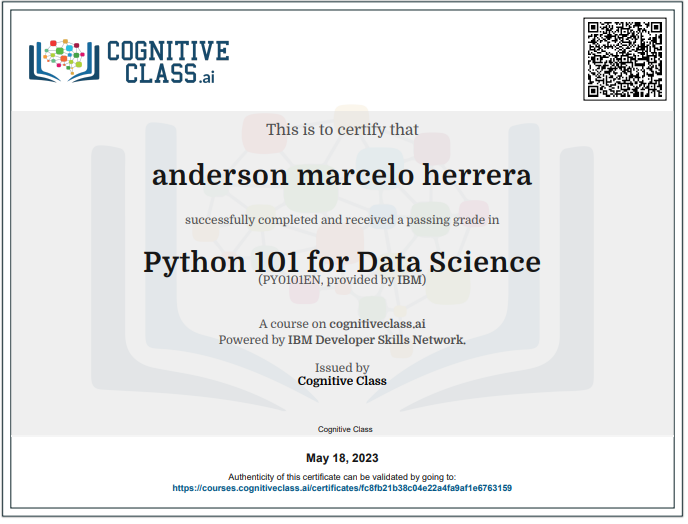 COGNITIVE
CLASS.ai
This is to certify that
anderson marcelo herrera
successfully completed and received a passing grade in
Python 101 for Data Science
(PY0101EN, provided by IBM)
A course on cognitiveclass.ai
Powered by IBM Developer Skills Network.
Issued by
Cognitive Class
Cognitive Class
May 18, 2023
Authenticity of this certificate can be validated by going to:
https://courses.cognitiveclass.ai/certificates/fc8fb21b38c04e22a4fa9af1e6763159